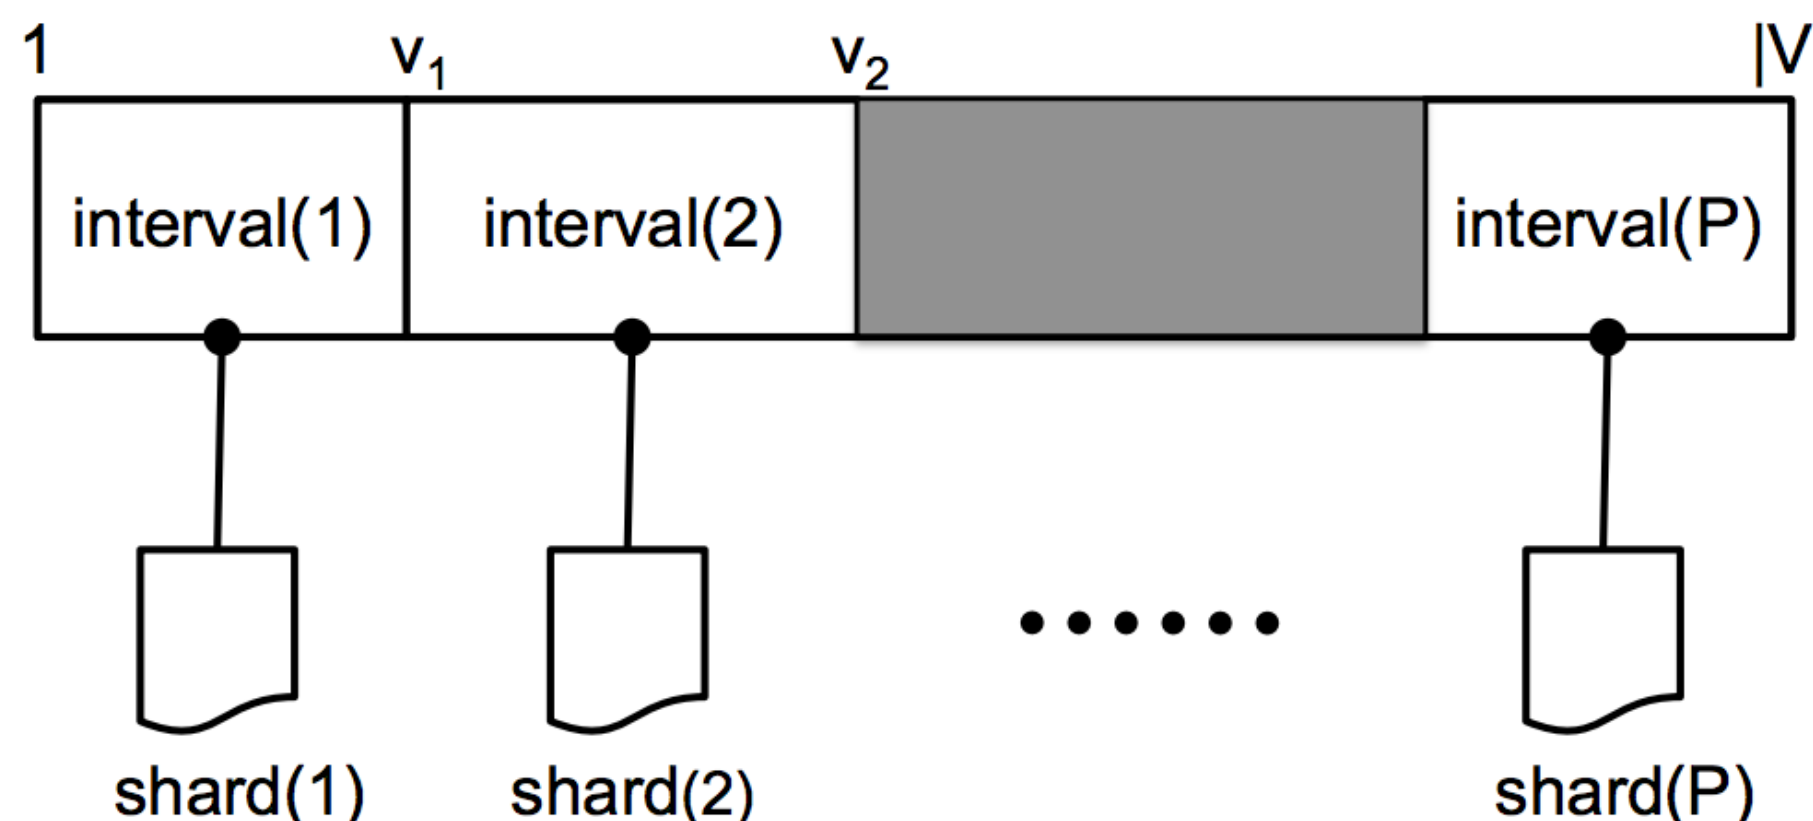 1 v₁ v₂ |V
interval(1) interval(2) interval(P)
shard(1) shard(2) shard(P)